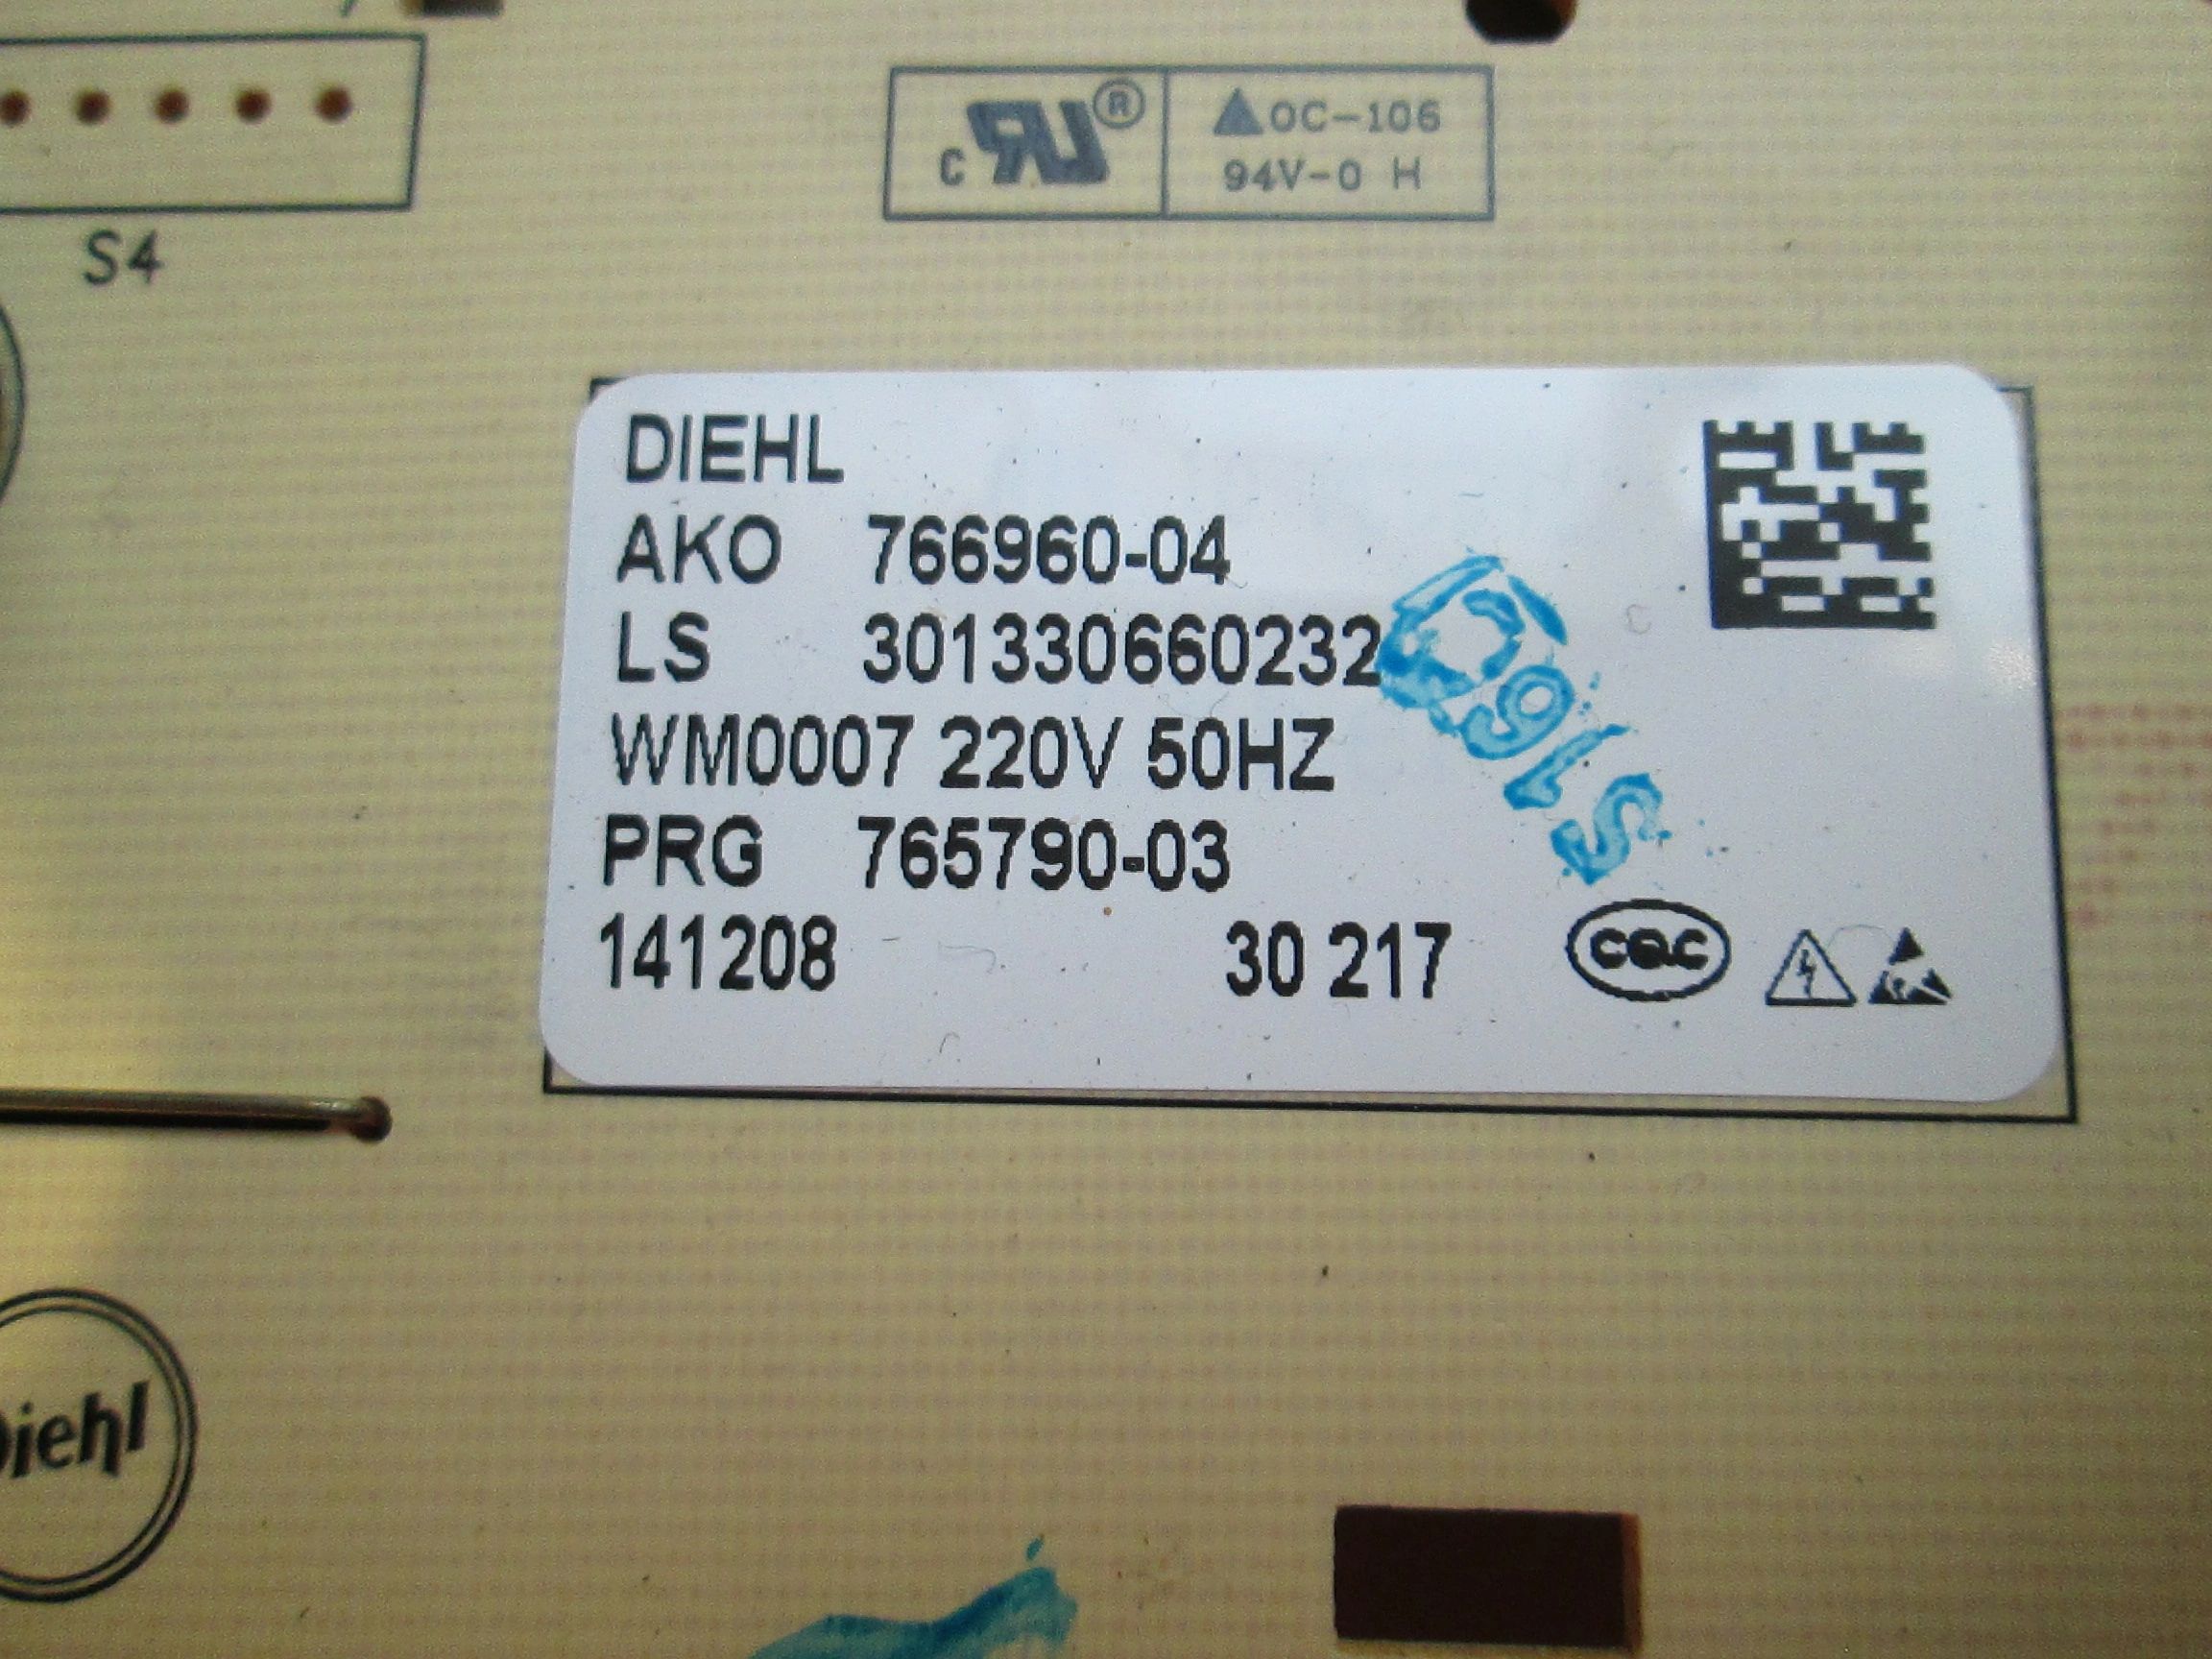 c RU ®
▲OC-106
94V-0 H
S4
DIEHL
AKO 766960-04
LS 301330660232
WM0007 220V 50HZ
PRG 765790-03
141208 30 217 CQC
Diehl